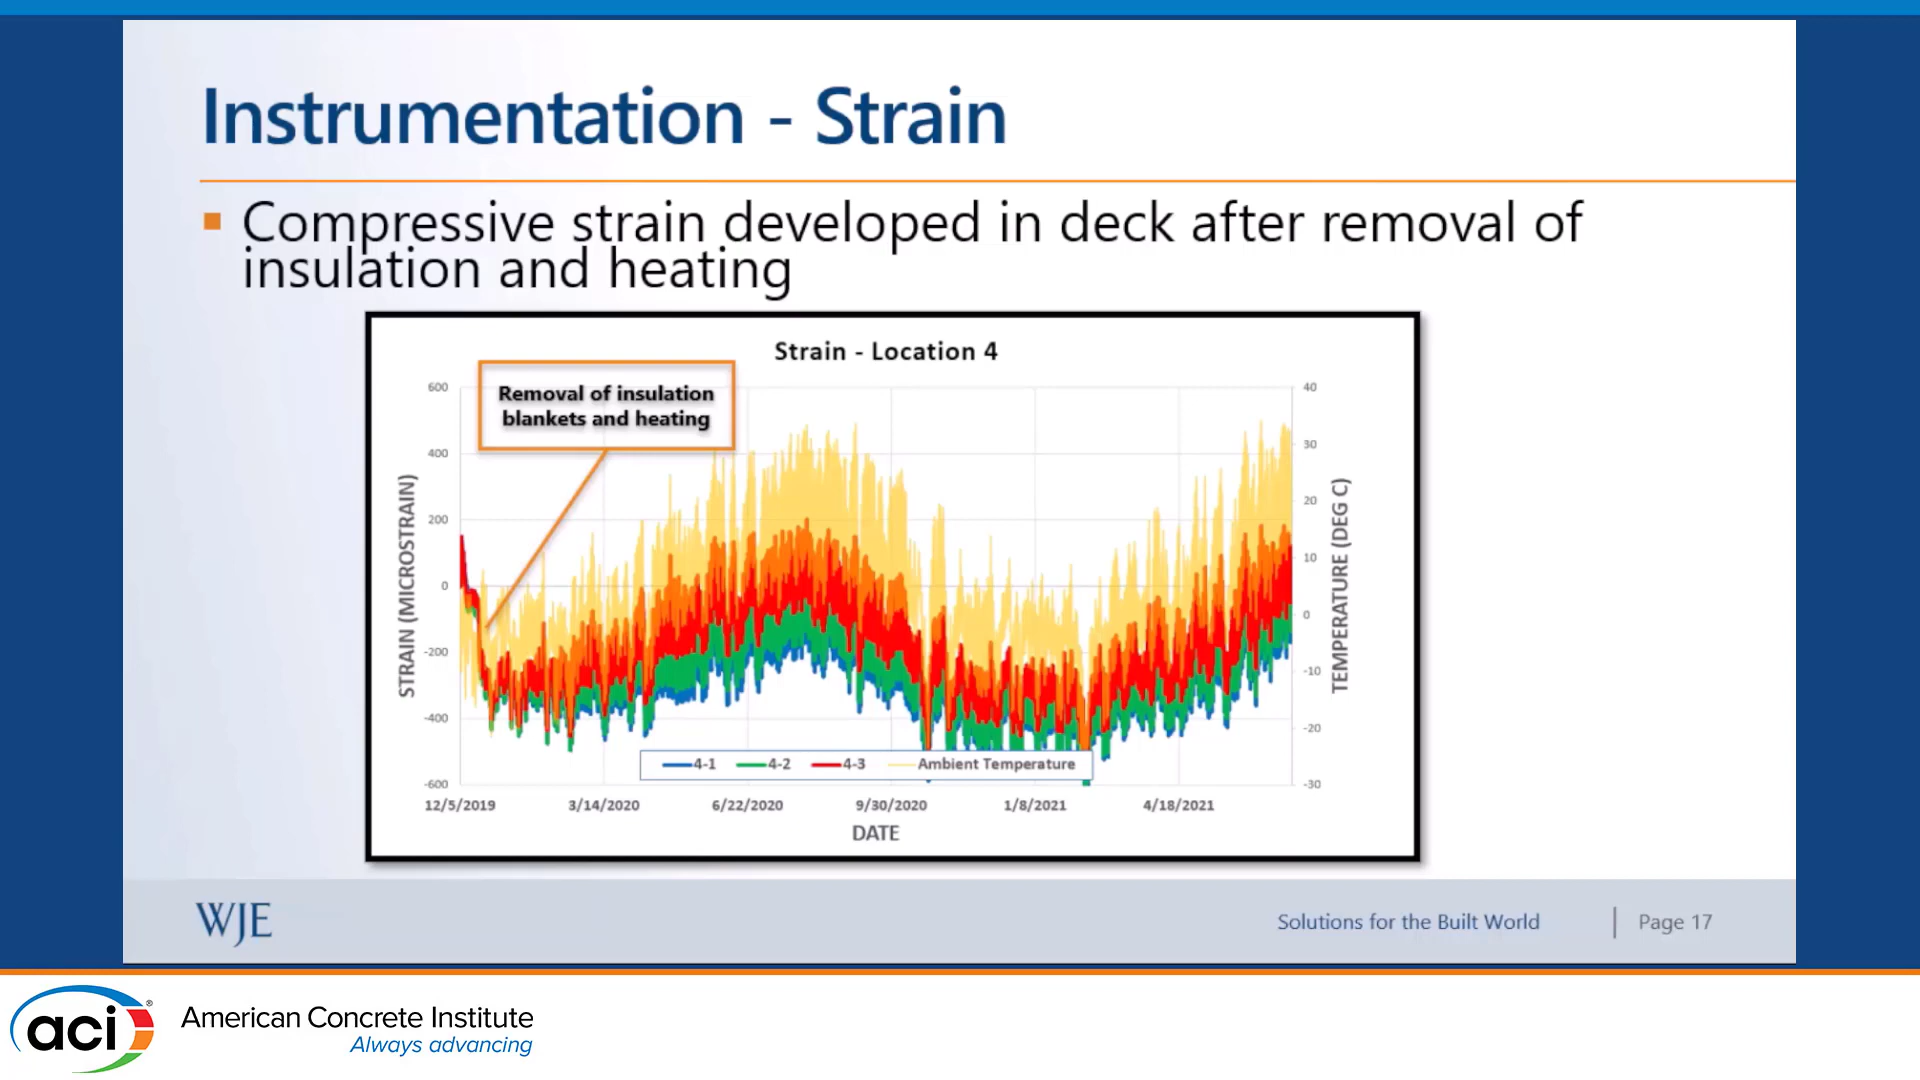 Instrumentation - Strain
Compressive strain developed in deck after removal of
insulation and heating
Strain - Location 4
Removal of insulation
blankets and heating
600
400
200
0
-200
-400
-600
STRAIN (MICROSTRAIN)
40
30
20
10
0
-10
-20
-30
TEMPERATURE (DEG C)
4-1 4-2 4-3 Ambient Temperature
12/5/2019 3/14/2020 6/22/2020 9/30/2020 1/8/2021 4/18/2021
DATE
WJE
Solutions for the Built World | Page 17
aci®
American Concrete Institute
Always advancing